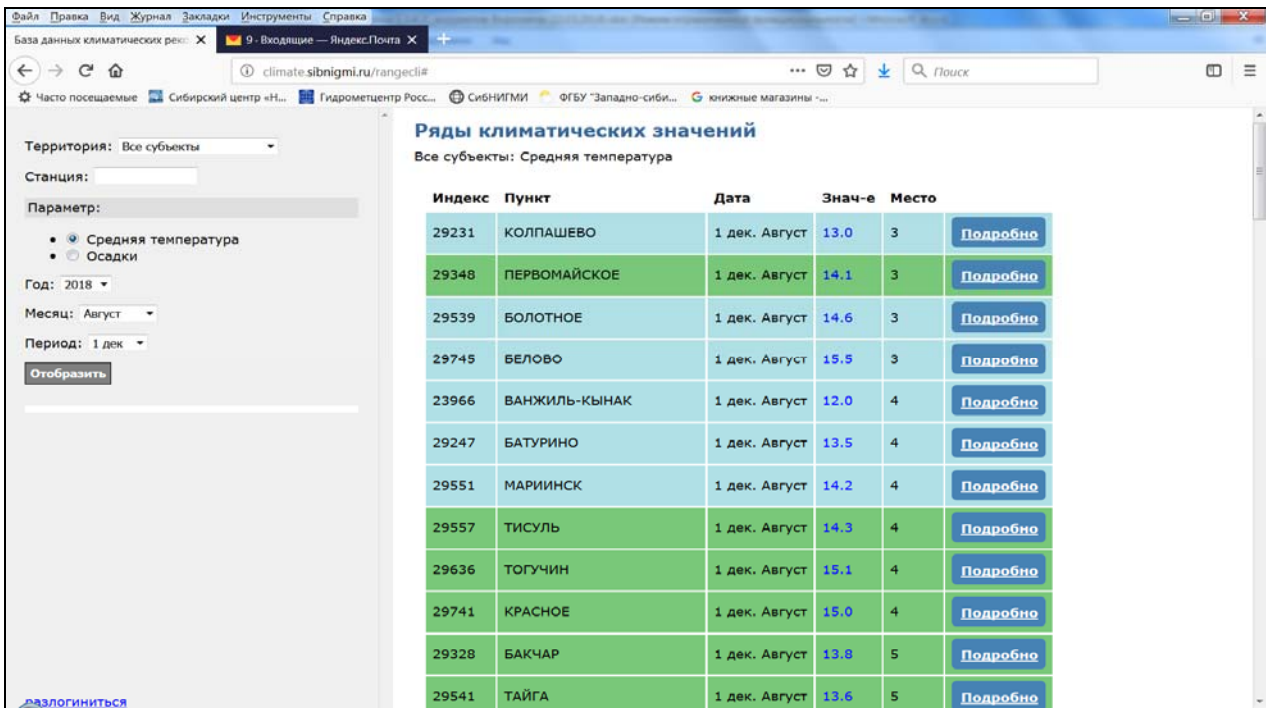 Файл Правка Вид Журнал Закладки Инструменты Справка
База данных климатических рек
9 · Входящие — Яндекс.Почта
climate.sibnigmi.ru/rangecli#
Поиск
Часто посещаемые Сибирский центр «Н... Гидрометцентр Росс... СибНИГМИ ФГБУ "Западно-сиби... книжные магазины -...
Территория: Все субъекты
Станция:
Параметр:
Средняя температура
Осадки
Год: 2018
Месяц: Август
Период: 1 дек
Отобразить
разлогиниться
Ряды климатических значений
Все субъекты: Средняя температура
Индекс Пункт Дата Знач-е Место
29231 КОЛПАШЕВО 1 дек. Август 13.0 3 Подробно
29348 ПЕРВОМАЙСКОЕ 1 дек. Август 14.1 3 Подробно
29539 БОЛОТНОЕ 1 дек. Август 14.6 3 Подробно
29745 БЕЛОВО 1 дек. Август 15.5 3 Подробно
23966 ВАНЖИЛЬ-КЫНАК 1 дек. Август 12.0 4 Подробно
29247 БАТУРИНО 1 дек. Август 13.5 4 Подробно
29551 МАРИИНСК 1 дек. Август 14.2 4 Подробно
29557 ТИСУЛЬ 1 дек. Август 14.3 4 Подробно
29636 ТОГУЧИН 1 дек. Август 15.1 4 Подробно
29741 КРАСНОЕ 1 дек. Август 15.0 4 Подробно
29328 БАКЧАР 1 дек. Август 13.8 5 Подробно
29541 ТАЙГА 1 дек. Август 13.6 5 Подробно